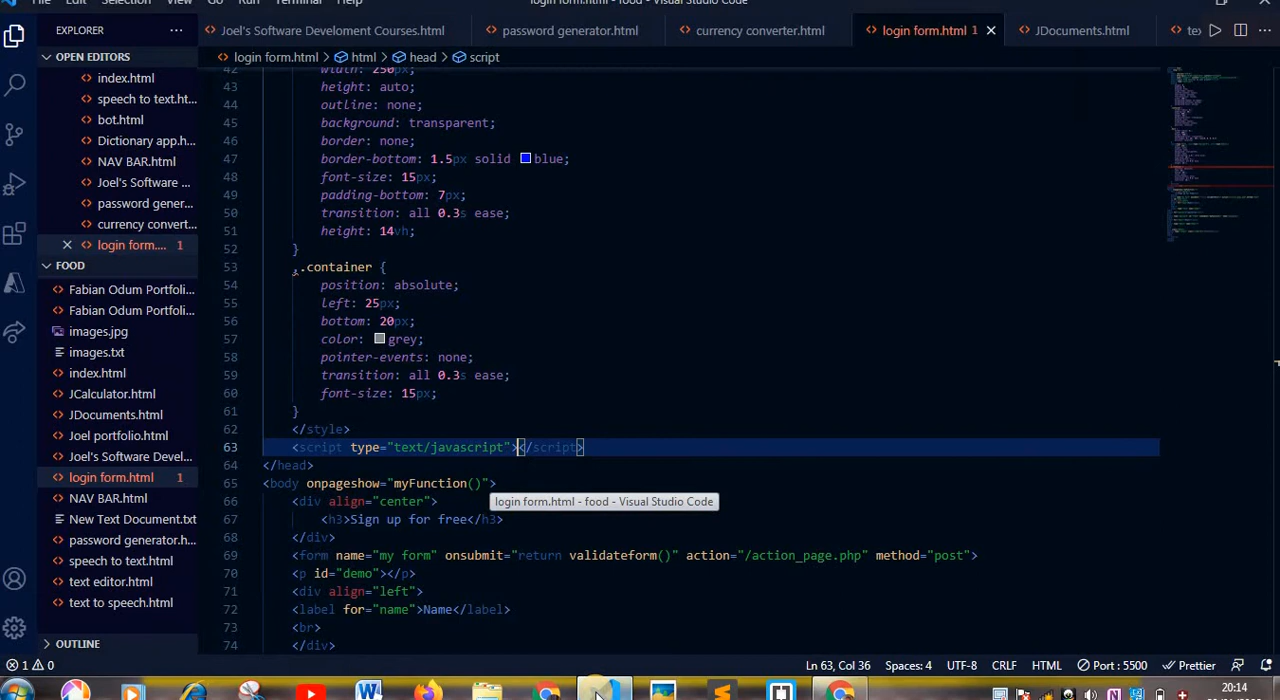 File Edit Selection View Go Run Terminal Help
login form.html - food - Visual Studio Code
EXPLORER
Joel's Software Develoment Courses.html
password generator.html
currency converter.html
login form.html 1
JDocuments.html
OPEN EDITORS
index.html
speech to text.ht...
bot.html
Dictionary app.h...
NAV BAR.html
Joel's Software ...
password gener...
currency convert...
login form.... 1
FOOD
Fabian Odum Portfolio...
Fabian Odum Portfolio...
images.jpg
images.txt
index.html
JCalculator.html
JDocuments.html
Joel portfolio.html
Joel's Software Devel...
login form.html 1
NAV BAR.html
New Text Document.txt
password generator.h...
speech to text.html
text editor.html
text to speech.html
OUTLINE
login form.html > html > head > script
42 width: 250px;
43 height: auto;
44 outline: none;
45 background: transparent;
46 border: none;
47 border-bottom: 1.5px solid blue;
48 font-size: 15px;
49 padding-bottom: 7px;
50 transition: all 0.3s ease;
51 height: 14vh;
52 }
53 .container {
54 position: absolute;
55 left: 25px;
56 bottom: 20px;
57 color: grey;
58 pointer-events: none;
59 transition: all 0.3s ease;
60 font-size: 15px;
61 }
62 </style>
63 <script type="text/javascript"></script>
64 </head>
65 <body onpageshow="myFunction()">
66 <div align="center">
login form.html - food - Visual Studio Code
67 <h3>Sign up for free</h3>
68 </div>
69 <form name="my form" onsubmit="return validateform()" action="/action_page.php" method="post">
70 <p id="demo"></p>
71 <div align="left">
72 <label for="name">Name</label>
73 <br>
74 </div>
1 0
Ln 63, Col 36 Spaces: 4 UTF-8 CRLF HTML Port : 5500 Prettier
20:14